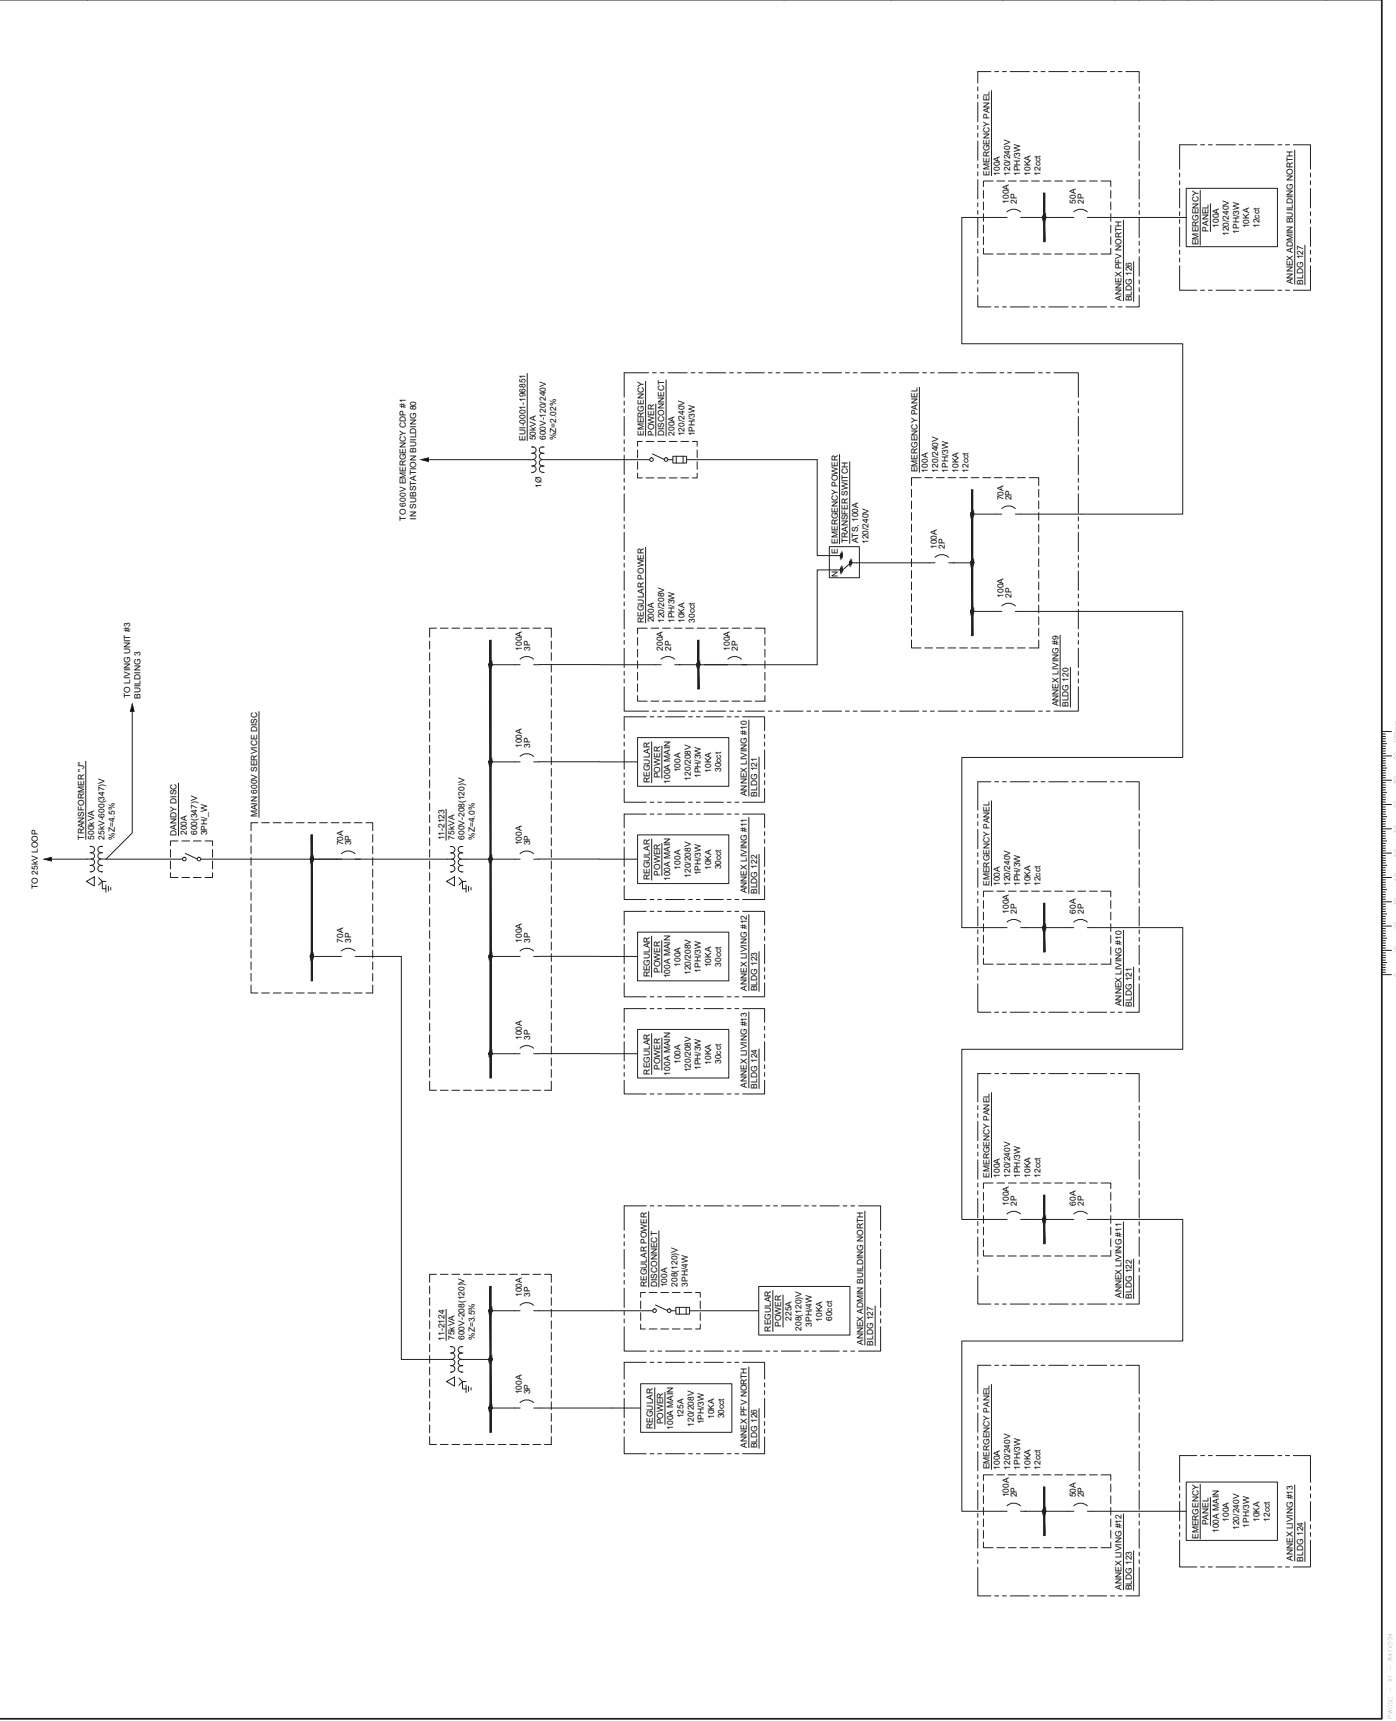 TO 25kV LOOP
TRANSFORMER "J"
500kVA
25kV-600(347)V
%Z=4.5%
TO LIVING UNIT #3
BUILDING 3
DANDY DISC
200A
600(347)V
3PH/_W
MAIN 600V SERVICE DISC
70A
3P
70A
3P
11-2123
75kVA
600V-208(120)V
%Z=4.0%
100A
3P
100A
3P
100A
3P
100A
3P
100A
3P
11-2124
75kVA
600V-208(120)V
%Z=3.5%
100A
3P
100A
3P
TO 600V EMERGENCY CDP #1
IN SUBSTATION BUILDING 80
EUI-0001-196851
50kVA
600V-120/240V
%Z=2.02%
1Ø
REGULAR
POWER
100A MAIN
125A
120/208V
1PH/3W
10KA
30cct
ANNEX PFV NORTH
BLDG 126
REGULAR POWER
DISCONNECT
100A
208(120)V
3PH/4W
REGULAR
POWER
225A
208(120)V
3PH/4W
10KA
60cct
ANNEX ADMIN BUILDING NORTH
BLDG 127
REGULAR
POWER
100A MAIN
100A
120/208V
1PH/3W
10KA
30cct
ANNEX LIVING #13
BLDG 124
REGULAR
POWER
100A MAIN
100A
120/208V
1PH/3W
10KA
30cct
ANNEX LIVING #12
BLDG 123
REGULAR
POWER
100A MAIN
100A
120/208V
1PH/3W
10KA
30cct
ANNEX LIVING #11
BLDG 122
REGULAR
POWER
100A MAIN
100A
120/208V
1PH/3W
10KA
30cct
ANNEX LIVING #10
BLDG 121
REGULAR POWER
200A
120/208V
1PH/3W
10KA
30cct
200A
2P
100A
2P
EMERGENCY
POWER
DISCONNECT
200A
120/240V
1PH/3W
EMERGENCY POWER
TRANSFER SWITCH
ATS, 100A
120/240V
N
E
EMERGENCY PANEL
100A
120/240V
1PH/3W
10KA
12cct
100A
2P
100A
2P
70A
2P
ANNEX LIVING #9
BLDG 120
EMERGENCY PANEL
100A
120/240V
1PH/3W
10KA
12cct
100A
2P
50A
2P
ANNEX LIVING #12
BLDG 123
EMERGENCY
PANEL
100A MAIN
100A
120/240V
1PH/3W
10KA
12cct
ANNEX LIVING #13
BLDG 124
EMERGENCY PANEL
100A
120/240V
1PH/3W
10KA
12cct
100A
2P
60A
2P
ANNEX LIVING #11
BLDG 122
EMERGENCY PANEL
100A
120/240V
1PH/3W
10KA
12cct
100A
2P
60A
2P
ANNEX LIVING #10
BLDG 121
EMERGENCY PANEL
100A
120/240V
1PH/3W
10KA
12cct
100A
2P
50A
2P
ANNEX PFV NORTH
BLDG 126
EMERGENCY
PANEL
100A
120/240V
1PH/3W
10KA
12cct
ANNEX ADMIN BUILDING NORTH
BLDG 127